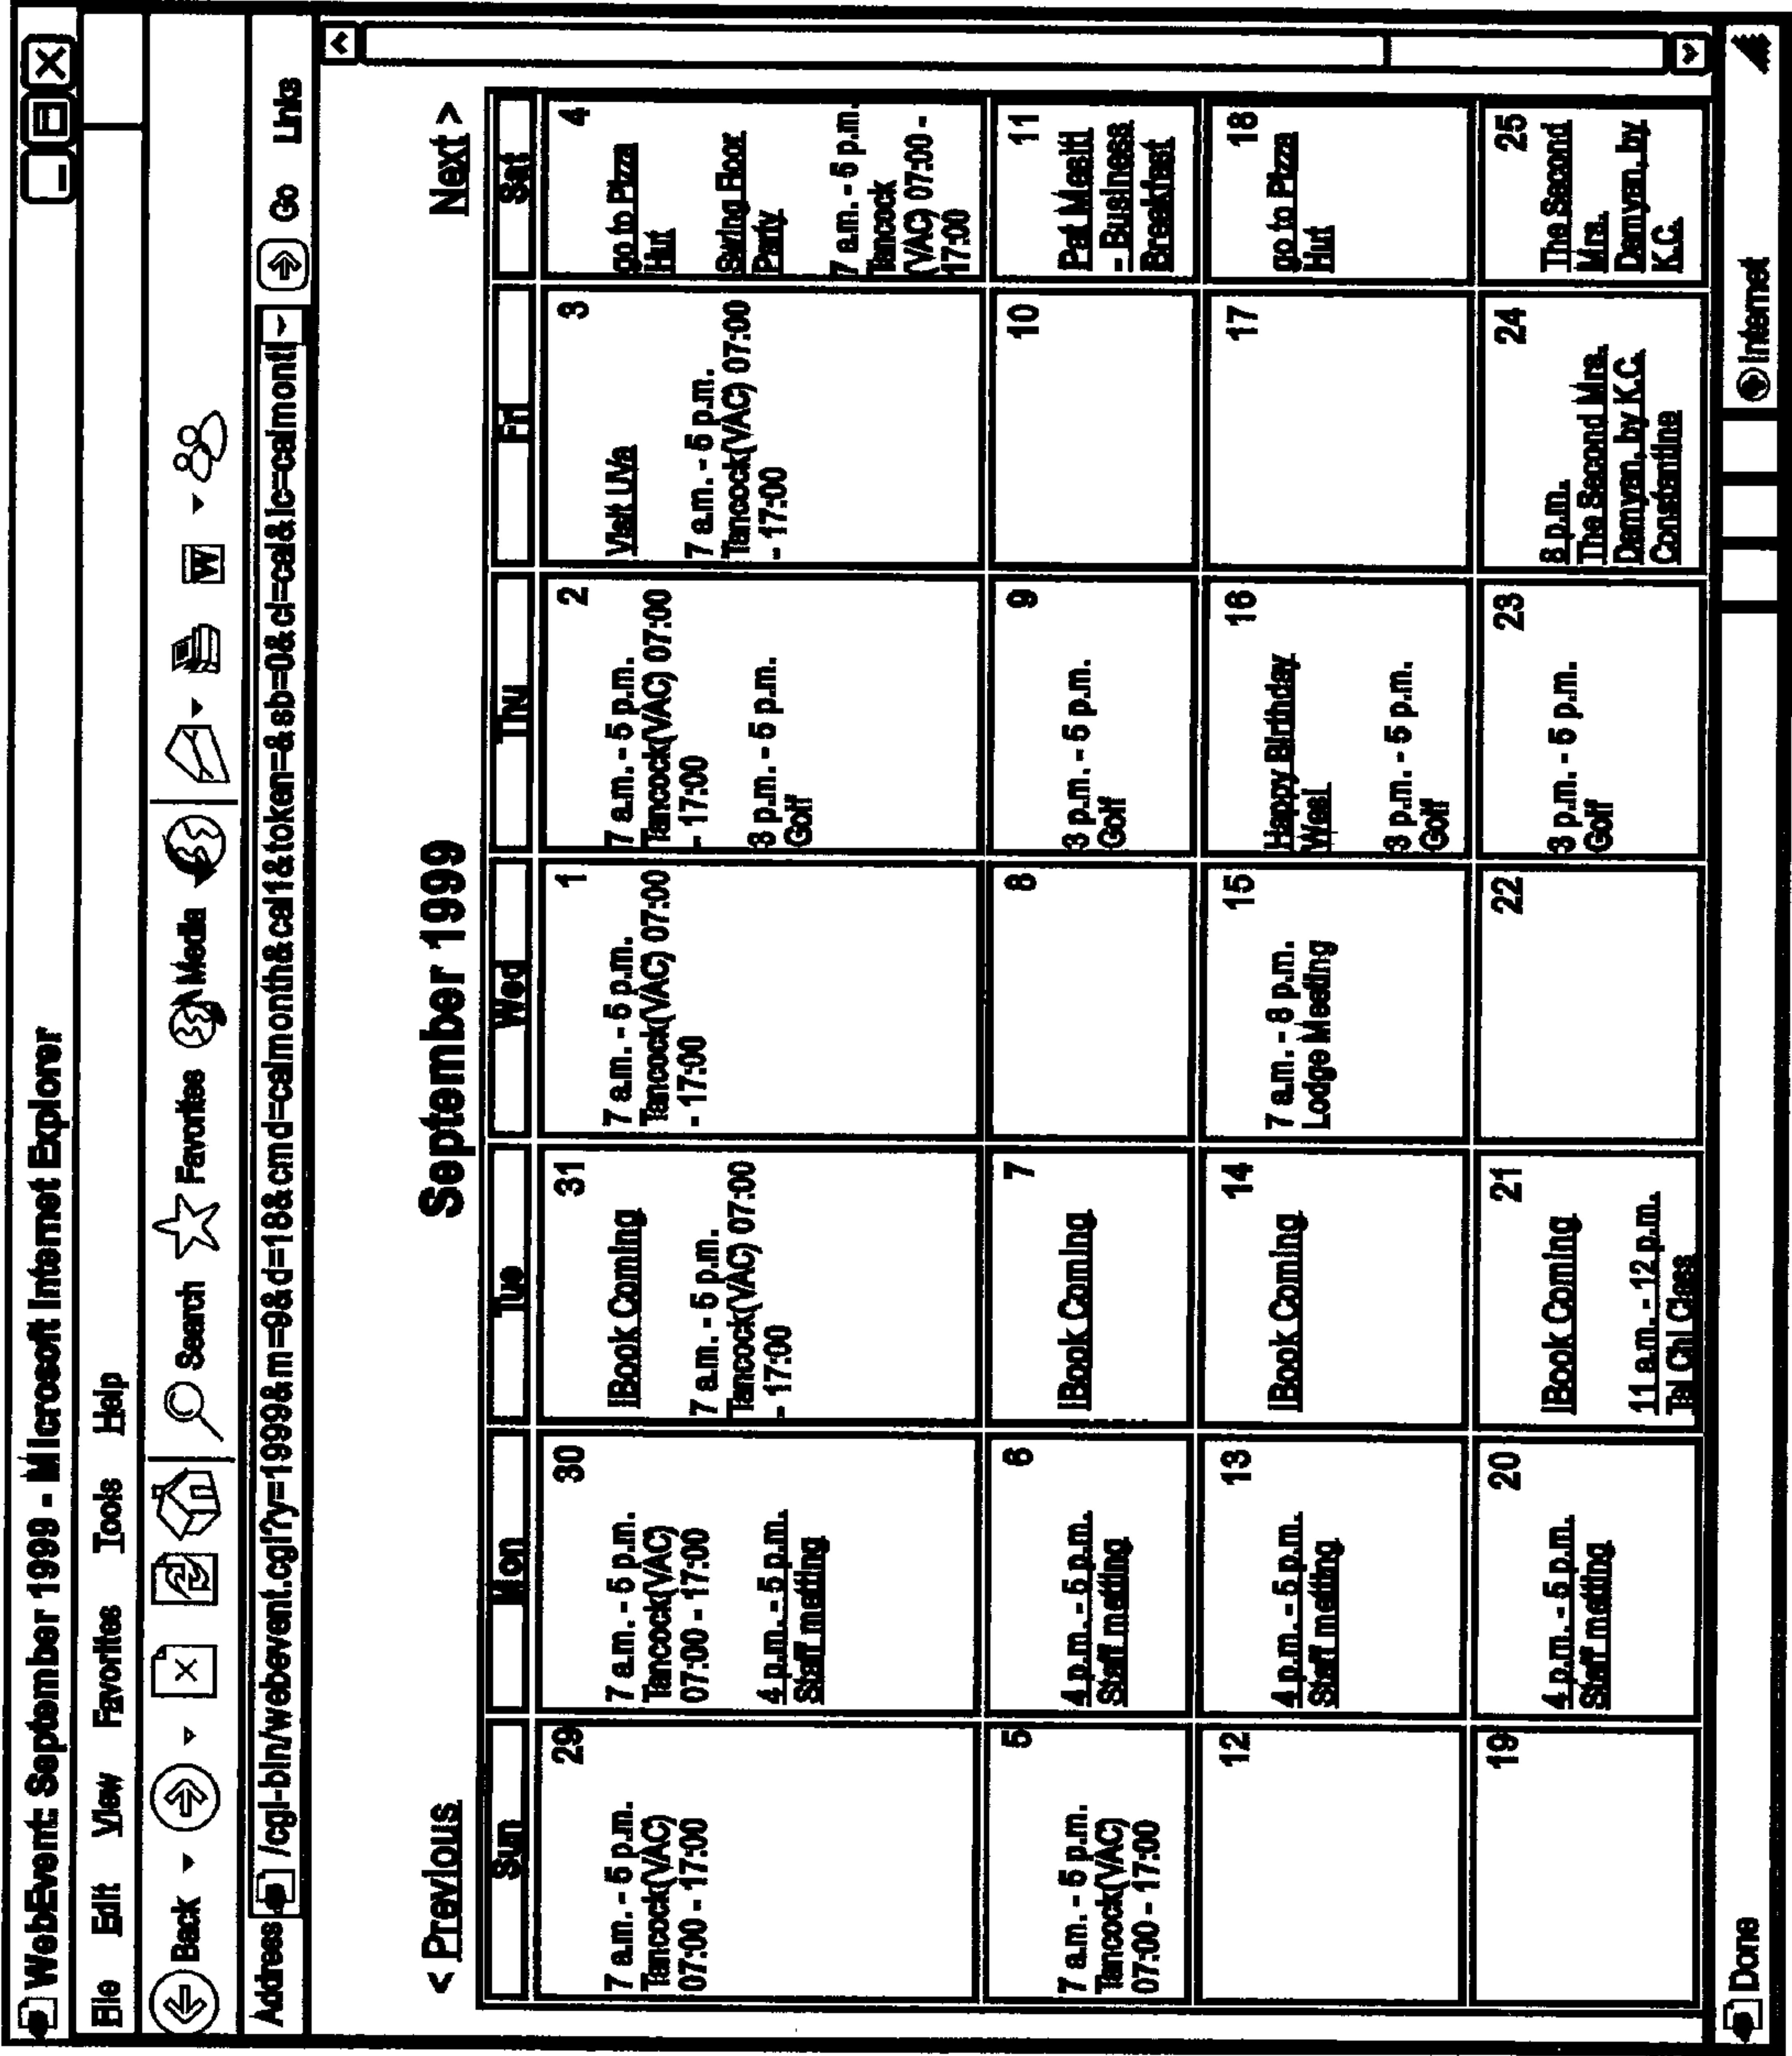 WebEvent: September 1999 - Microsoft Internet Explorer
File Edit View Favorites Tools Help
Back Search Favorites Media W
Address /cgi-bin/webevent.cgi?y=1999&m=9&d=18&cmd=calmonth&cal1&token=&sb=0&cl=cal&lc=calmontl Go Links
< Previous September 1999 Next >
Sun Mon Tue Wed Thu Fri Sat
29
7 a.m. - 5 p.m.
Tancock(VAC)
07:00 - 17:00
30
7 a.m. - 5 p.m.
Tancock(VAC)
07:00 - 17:00
4 p.m. - 5 p.m.
Staff metting
31
iBook Coming
7 a.m. - 5 p.m.
Tancock(VAC) 07:00
- 17:00
1
7 a.m. - 5 p.m.
Tancock(VAC) 07:00
- 17:00
2
7 a.m. - 5 p.m.
Tancock(VAC) 07:00
- 17:00
3 p.m. - 5 p.m.
Golf
3
Visit UVa
7 a.m. - 5 p.m.
Tancock(VAC) 07:00
- 17:00
4
go to Pizza
Hut
Swing Floor
Party
7 a.m. - 5 p.m.
Tancock
(VAC) 07:00 -
17:00
5
7 a.m. - 5 p.m.
Tancock(VAC)
07:00 - 17:00
6
4 p.m. - 5 p.m.
Staff metting
7
iBook Coming
8
9
3 p.m. - 5 p.m.
Golf
10
11
Pat Mesiti
- Business
Breakfast
12
13
4 p.m. - 5 p.m.
Staff metting
14
iBook Coming
15
7 a.m. - 8 p.m.
Lodge Meeting
16
Happy Birthday
Wes!
3 p.m. - 5 p.m.
Golf
17
18
go to Pizza
Hut
19
20
4 p.m. - 5 p.m.
Staff metting
21
iBook Coming
11 a.m. - 12 p.m.
Tai Chi Class
22
23
3 p.m. - 5 p.m.
Golf
24
8 p.m.
The Second Mrs.
Damyan, by K.C.
Constantine
25
The Second
Mrs.
Damyan, by
K.C.
Done Internet